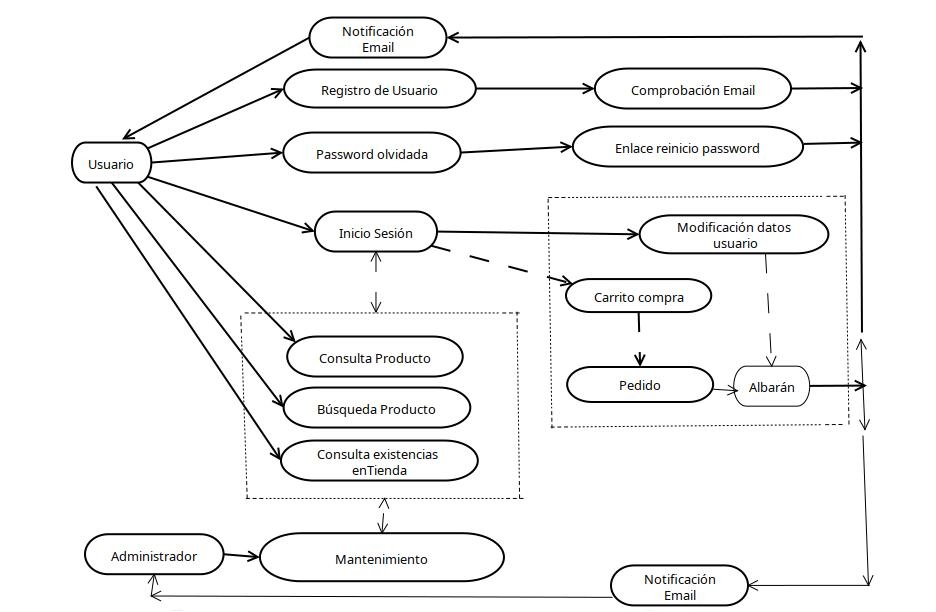 Notificación
Email
Registro de Usuario
Comprobación Email
Password olvidada
Enlace reinicio password
Usuario
Inicio Sesión
Modificación datos
usuario
Carrito compra
Consulta Producto
Pedido
Albarán
Búsqueda Producto
Consulta existencias
enTienda
Administrador
Mantenimiento
Notificación
Email